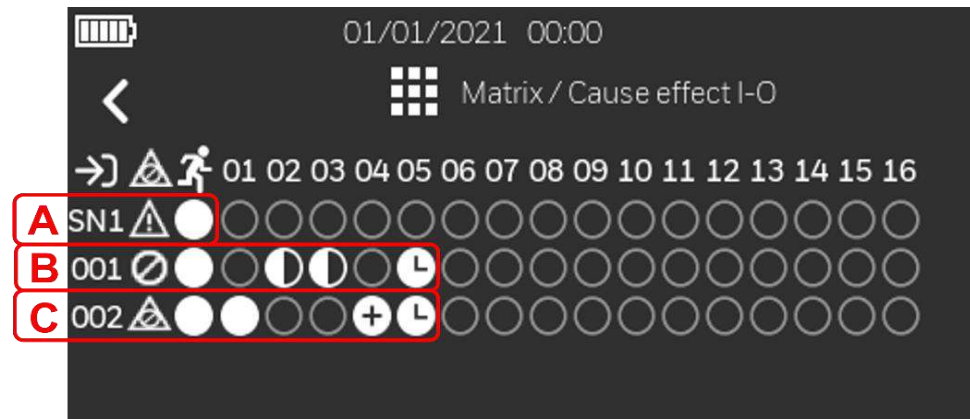 01/01/2021 00:00
Matrix / Cause effect I-O
01 02 03 04 05 06 07 08 09 10 11 12 13 14 15 16
A SN1
B 001
C 002